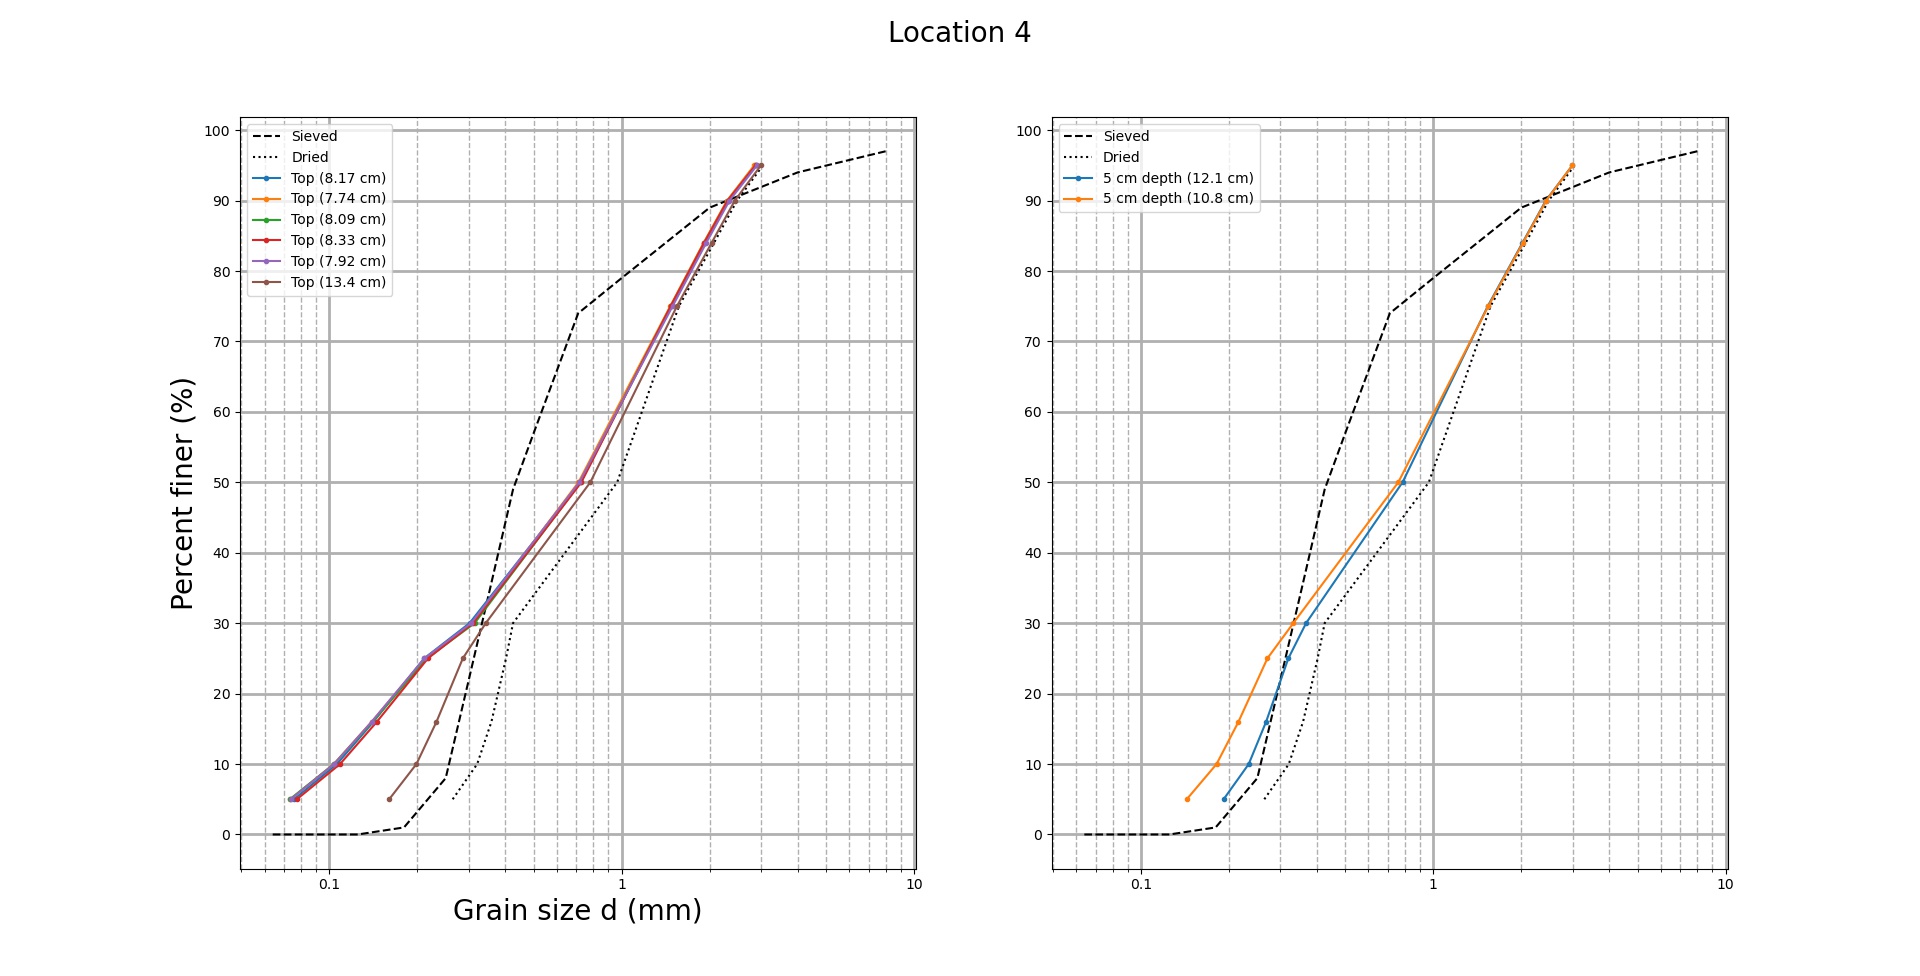 Location 4
100
90
80
70
60
50
40
30
20
10
0
Percent finer (%)
Sieved
Dried
Top (8.17 cm)
Top (7.74 cm)
Top (8.09 cm)
Top (8.33 cm)
Top (7.92 cm)
Top (13.4 cm)
0.1
1
10
Grain size d (mm)
100
90
80
70
60
50
40
30
20
10
0
Sieved
Dried
5 cm depth (12.1 cm)
5 cm depth (10.8 cm)
0.1
1
10